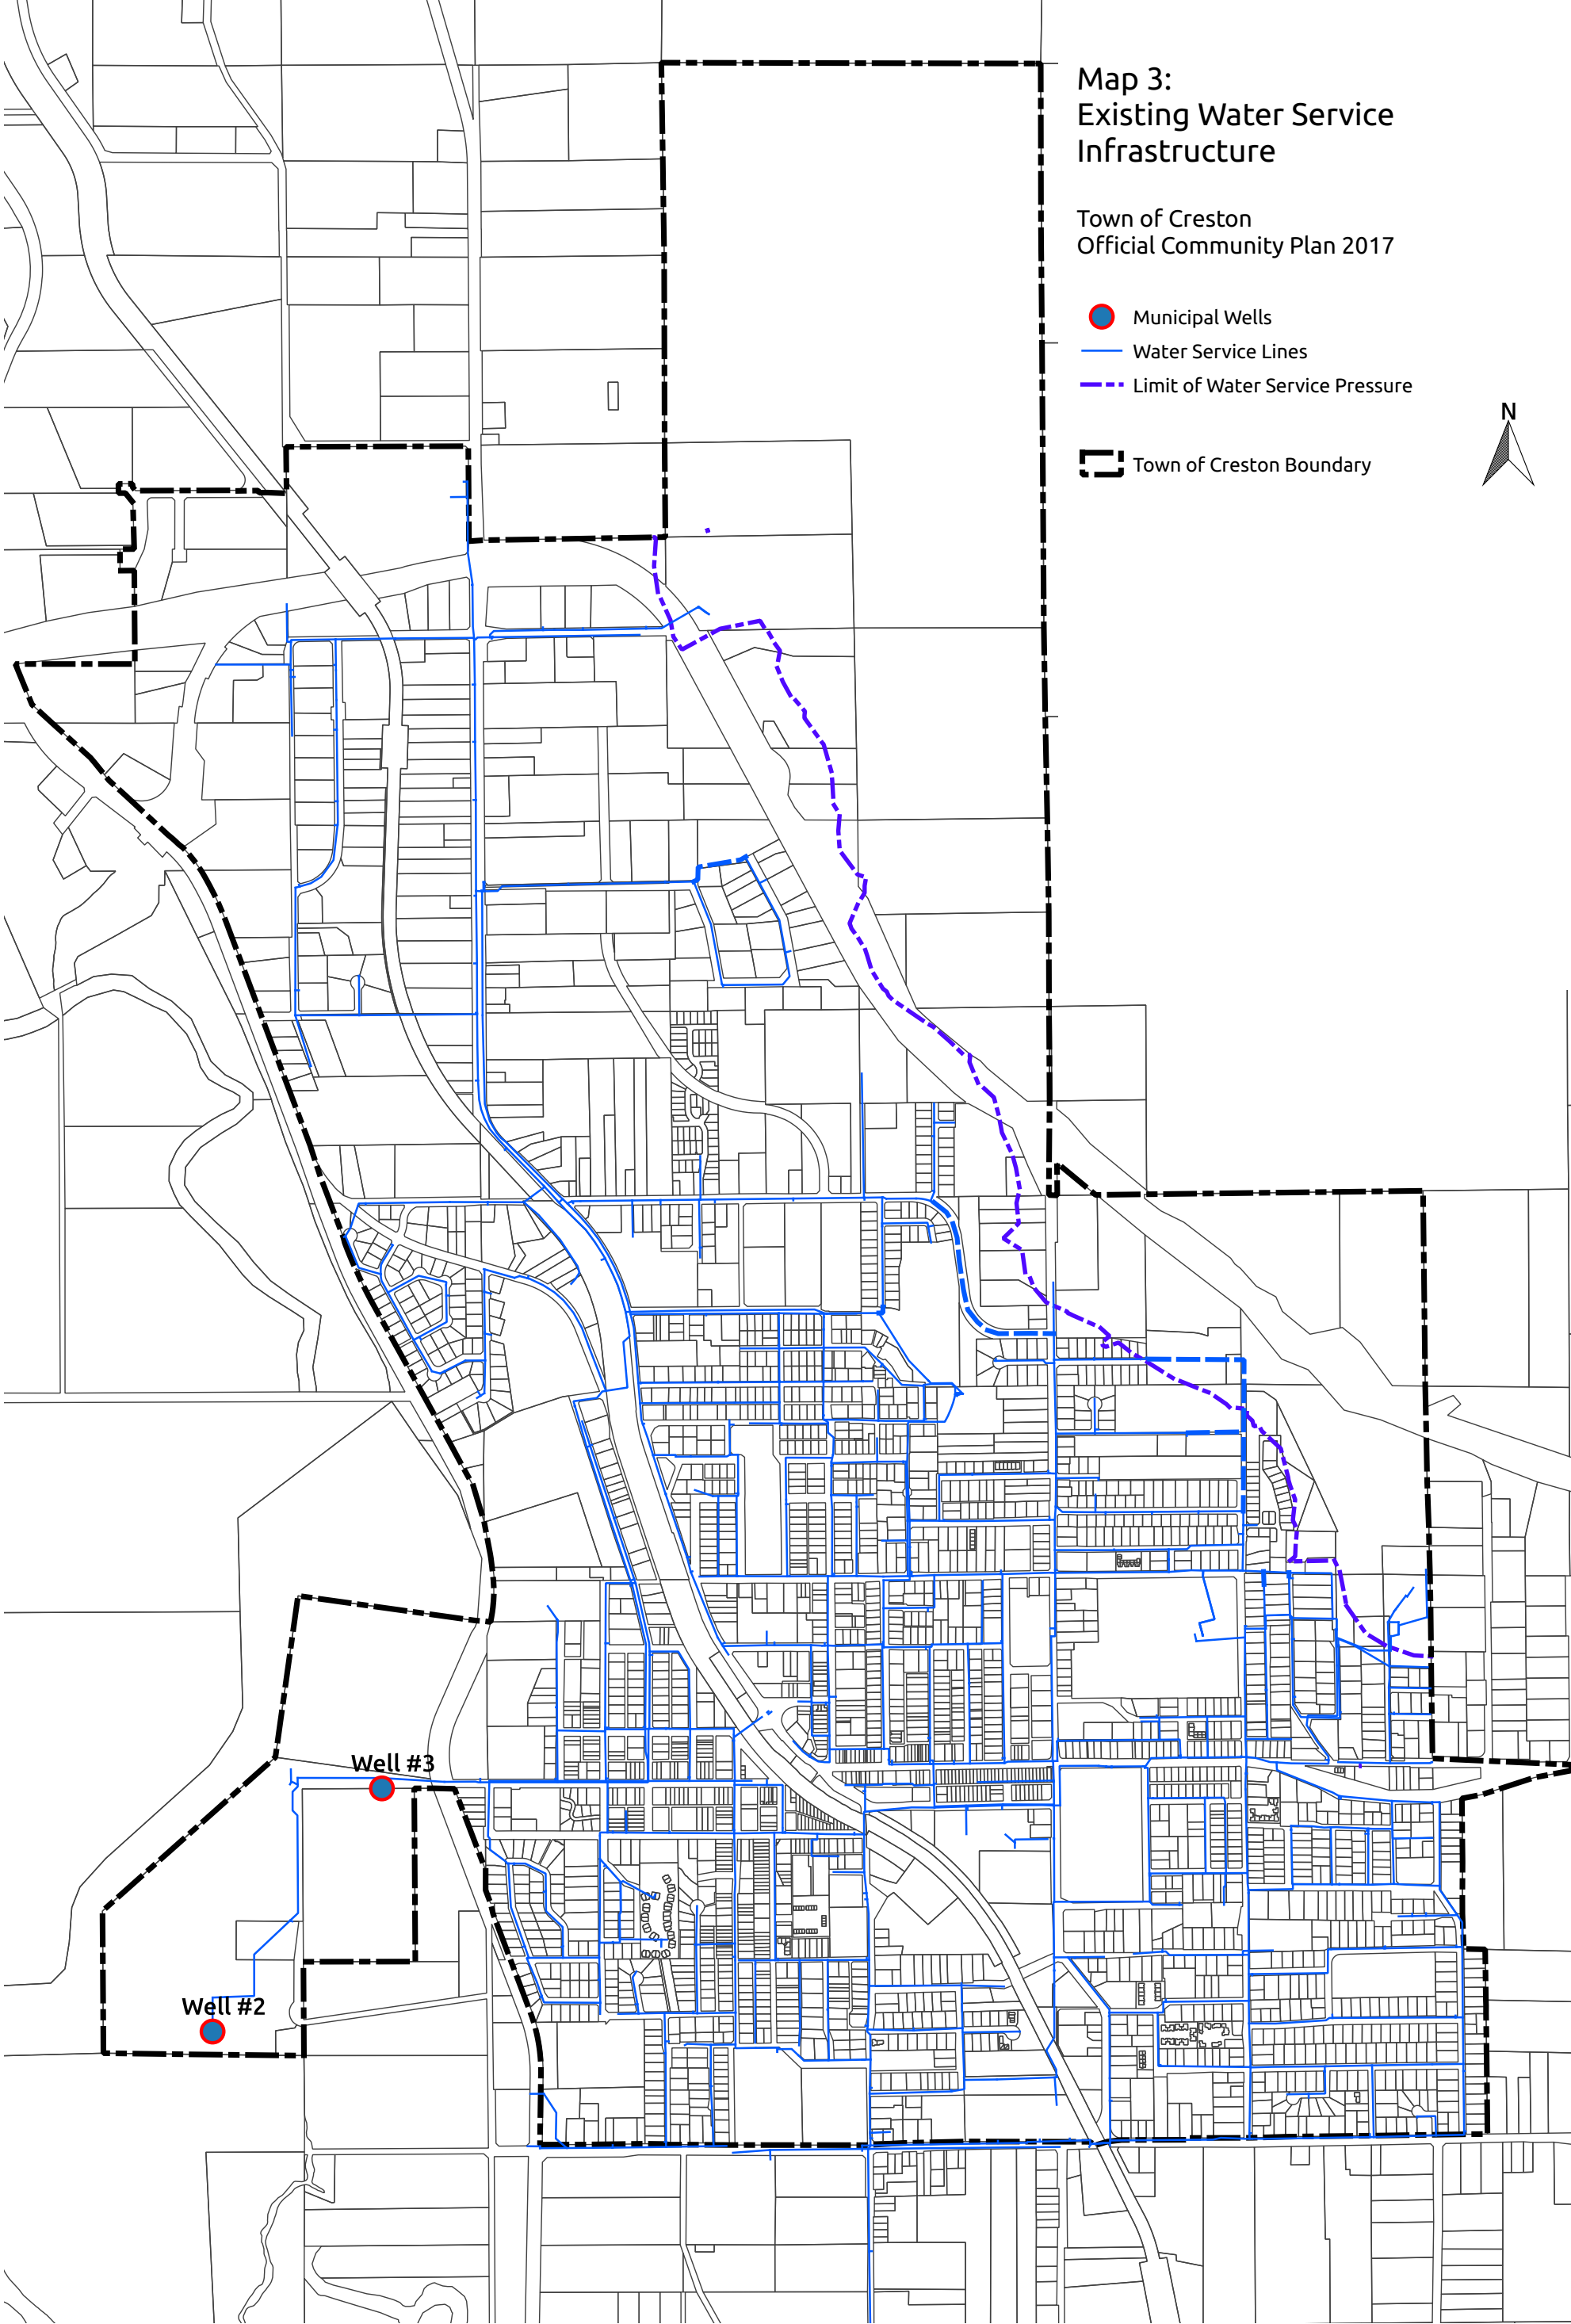 Map 3:
Existing Water Service
Infrastructure
Town of Creston
Official Community Plan 2017
Municipal Wells
Water Service Lines
Limit of Water Service Pressure
N
Town of Creston Boundary
Well #3
Well #2